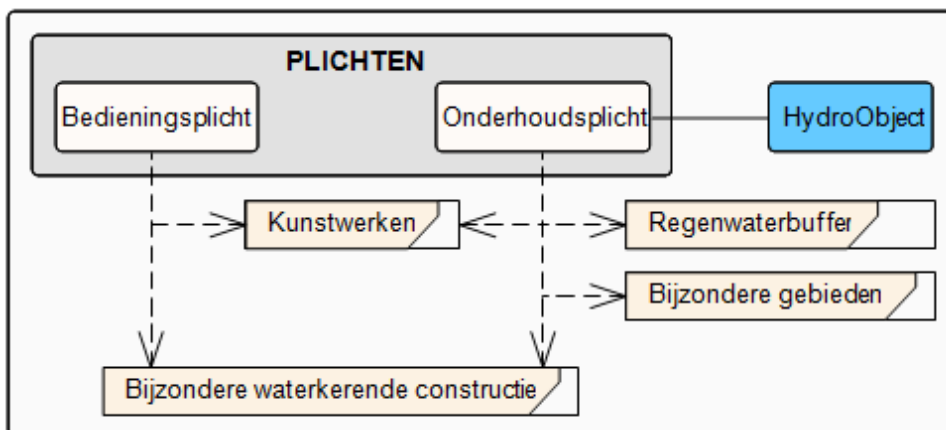 PLICHTEN
Bedieningsplicht
Onderhoudsplicht
HydroObject
Kunstwerken
Regenwaterbuffer
Bijzondere gebieden
Bijzondere waterkerende constructie